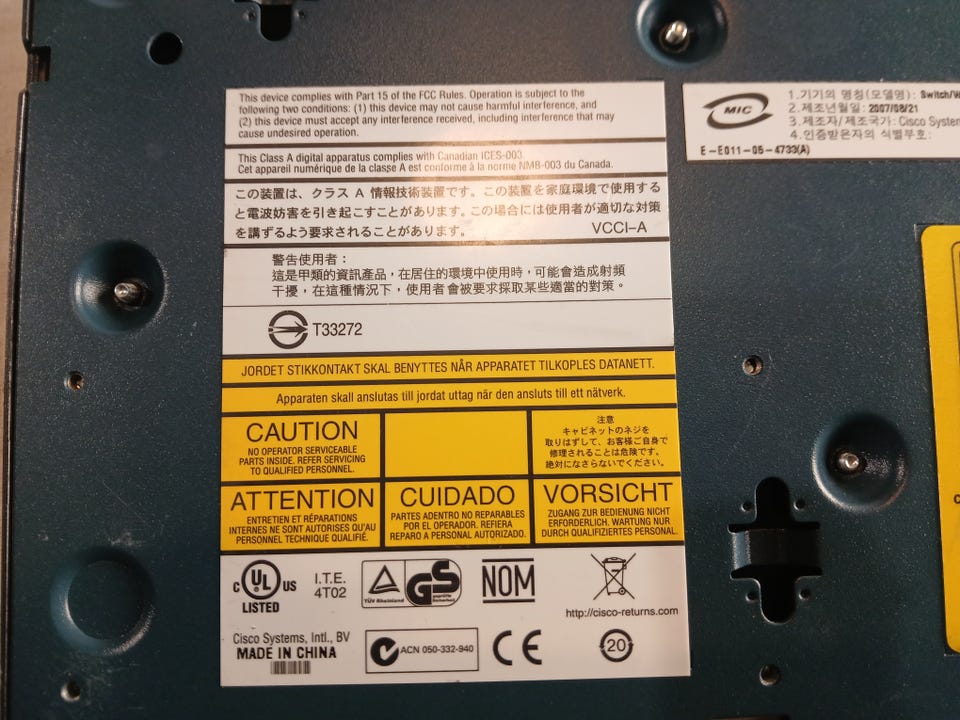 This device complies with Part 15 of the FCC Rules. Operation is subject to the
following two conditions: (1) this device may not cause harmful interference, and
(2) this device must accept any interference received, including interference that may
cause undesired operation.
This Class A digital apparatus complies with Canadian ICES-003.
Cet appareil numérique de la classe A est conforme à la norme NMB-003 du Canada.
この装置は、クラス A 情報技術装置です。この装置を家庭環境で使用する
と電波妨害を引き起こすことがあります。この場合には使用者が適切な対策
を講ずるよう要求されることがあります。
VCCI-A
警告使用者：
這是甲類的資訊產品，在居住的環境中使用時，可能會造成射頻
干擾，在這種情況下，使用者會被要求採取某些適當的對策。
T33272
JORDET STIKKONTAKT SKAL BENYTTES NÅR APPARATET TILKOPLES DATANETT.
Apparaten skall anslutas till jordat uttag när den ansluts till ett nätverk.
CAUTION
NO OPERATOR SERVICEABLE
PARTS INSIDE. REFER SERVICING
TO QUALIFIED PERSONNEL.
注意
キャビネットのネジを
取りはずして、お客様ご自身で
修理されることは危険です。
絶対になさらないでください。
ATTENTION
ENTRETIEN ET RÉPARATIONS
INTERNES NE SONT AUTORISES QU'AU
PERSONNEL TECHNIQUE QUALIFIÉ.
CUIDADO
PARTES ADENTRO NO REPARABLES
POR EL OPERADOR. REFIERA
REPARO A PERSONAL AUTORIZADO.
VORSICHT
ZUGANG ZUR BEDIENUNG NICHT
ERFORDERLICH. WARTUNG NUR
DURCH QUALIFIZIERTES PERSONAL.
C UL US
LISTED
I.T.E.
4T02
TÜV Rheinland
GS
geprüfte
Sicherheit
NOM
http://cisco-returns.com
Cisco Systems, Intl., BV
MADE IN CHINA
ACN 050-332-940
CE
20
MIC
1.기기의 명칭(모델명): Switch/W
2.제조년월일: 2007/08/21
3.제조자/제조국가: Cisco System
4.인증받은자의 식별부호:
E-E011-05-4733(A)